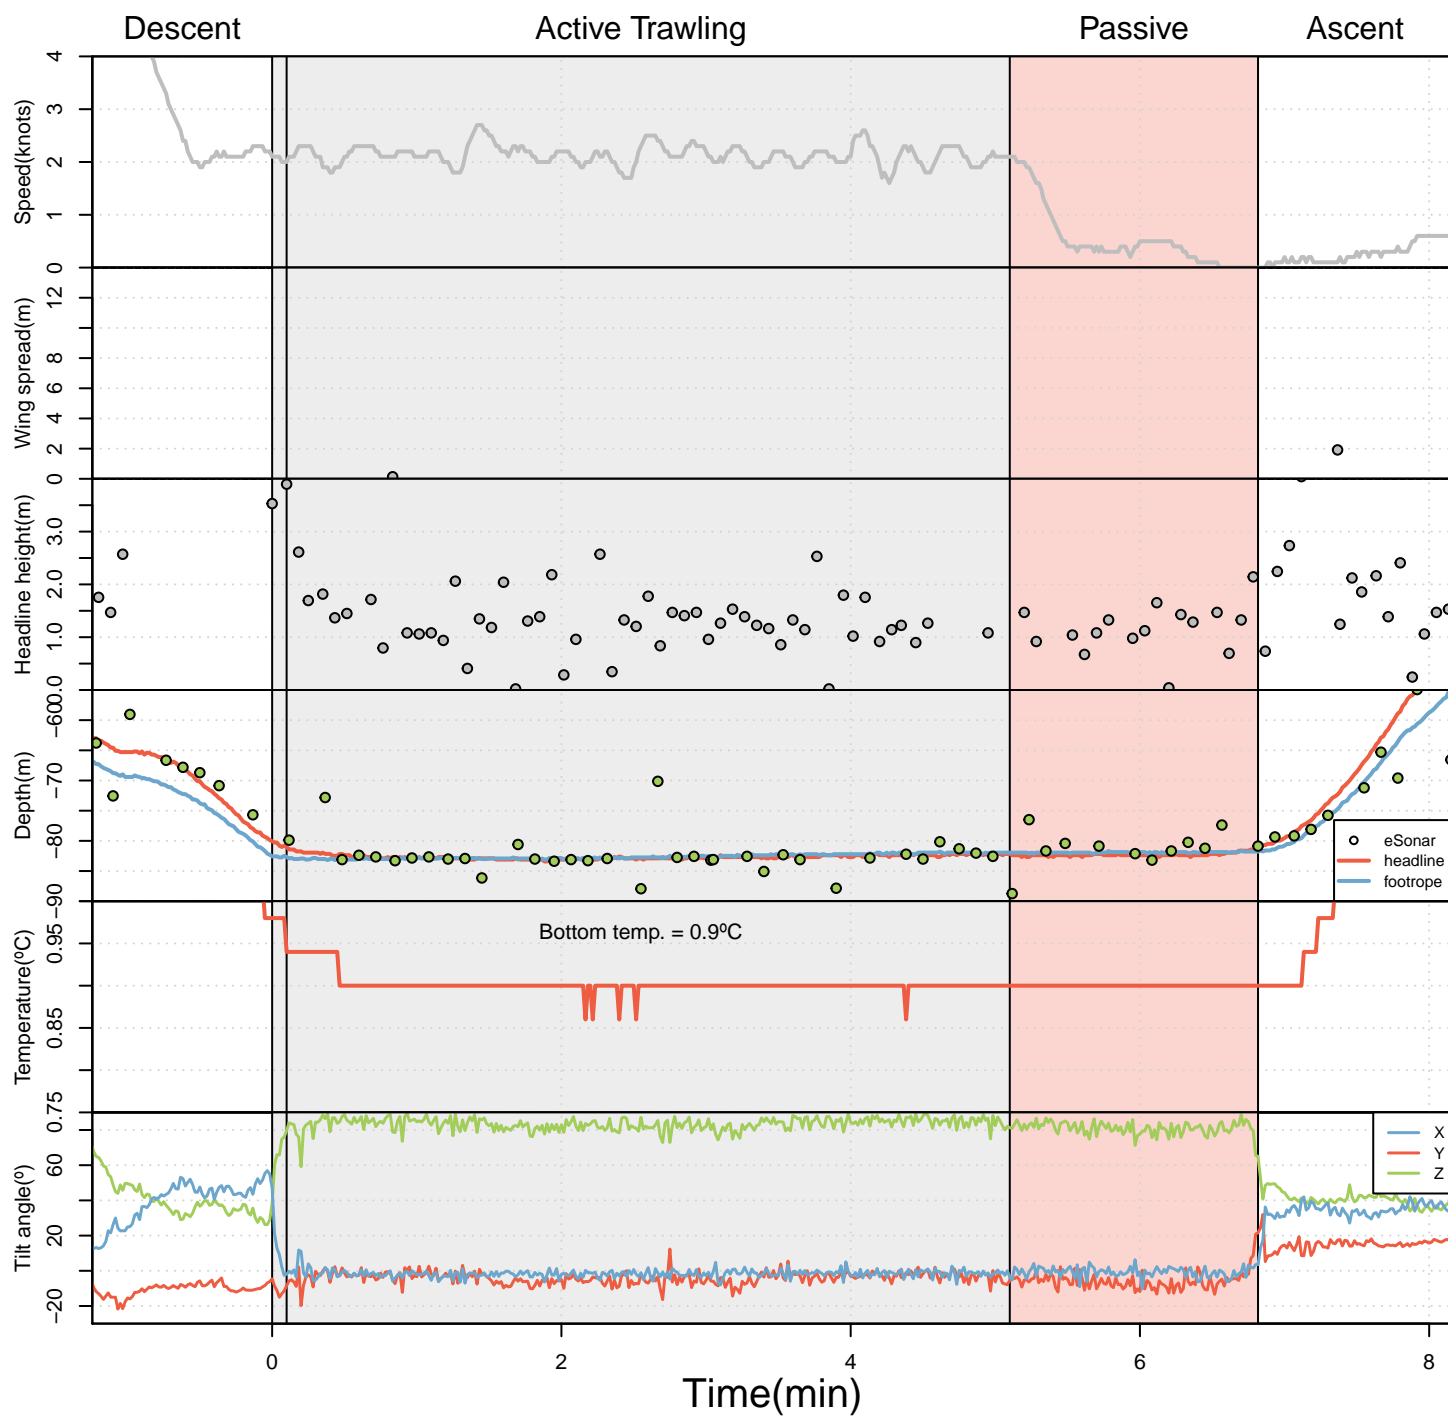 Descent Active Trawling Passive Ascent
Speed(knots)
4
3
2
1
0
Wing spread(m)
12
8
6
4
2
0
Headline height(m)
3.0
2.0
1.0
0.0
Depth(m)
−60
−70
−80
−90
eSonar
headline
footrope
Temperature(ºC)
0.95
0.85
0.75
Bottom temp. = 0.9ºC
Tilt angle(º)
60
20
−20
X
Y
Z
0 2 4 6 8
Time(min)